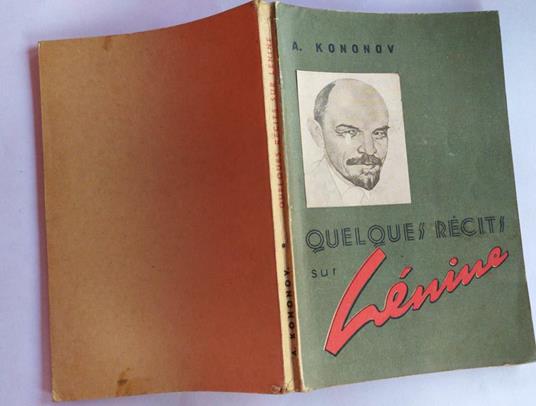 A. KONONOV
QUELQUES RÉCITS
sur
Lénine
A. KONONOV • QUELQUES RÉCITS SUR LÉNINE